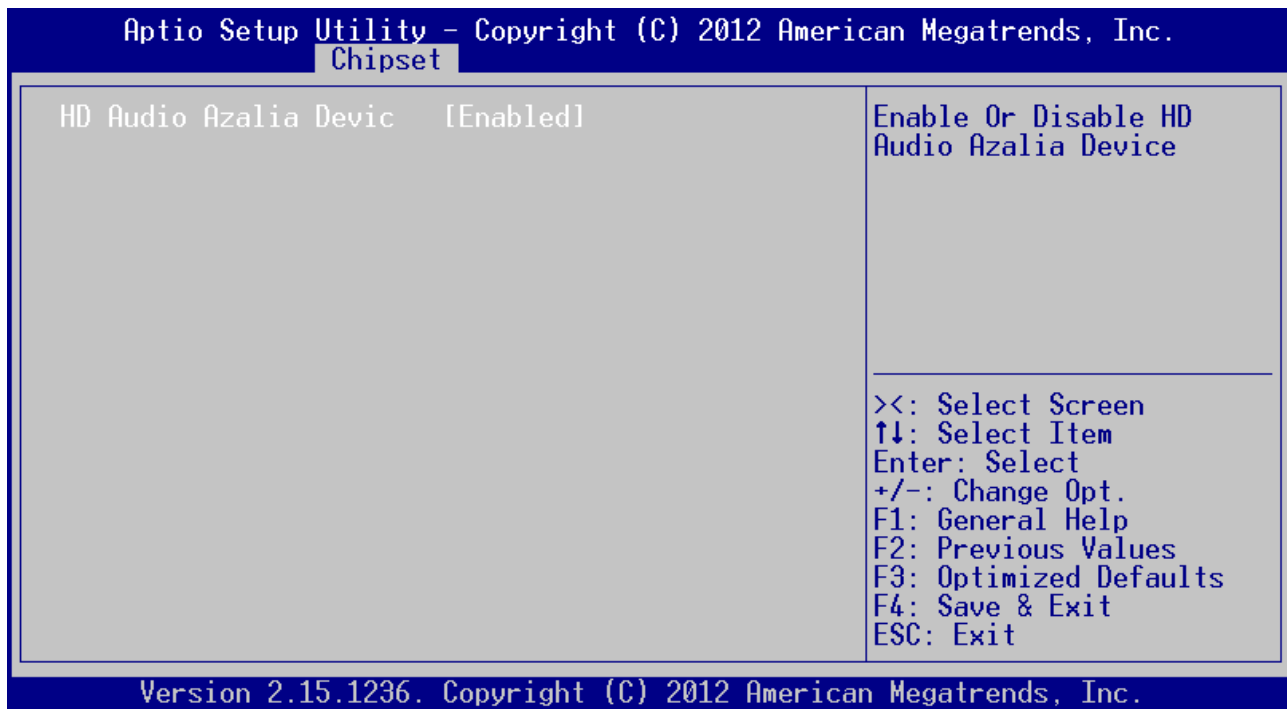 Aptio Setup Utility – Copyright (C) 2012 American Megatrends, Inc.
Chipset
HD Audio Azalia Devic [Enabled]
Enable Or Disable HD
Audio Azalia Device
><: Select Screen
↑↓: Select Item
Enter: Select
+/-: Change Opt.
F1: General Help
F2: Previous Values
F3: Optimized Defaults
F4: Save & Exit
ESC: Exit
Version 2.15.1236. Copyright (C) 2012 American Megatrends, Inc.